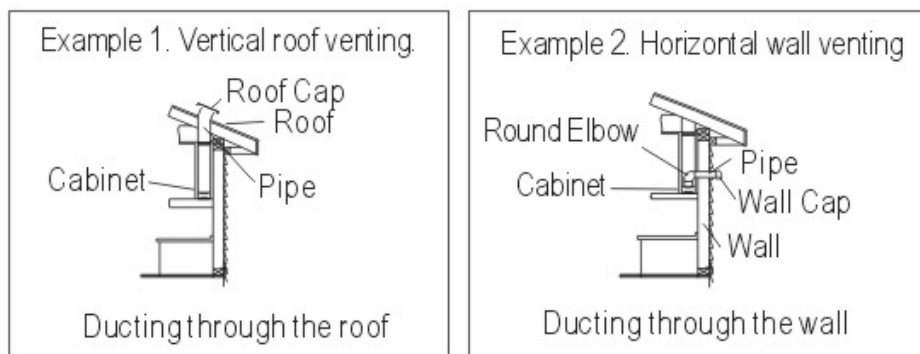 Example 1. Vertical roof venting.
Roof Cap
Roof
Cabinet
Pipe
Ducting through the roof
Example 2. Horizontal wall venting
Round Elbow
Pipe
Cabinet
Wall Cap
Wall
Ducting through the wall